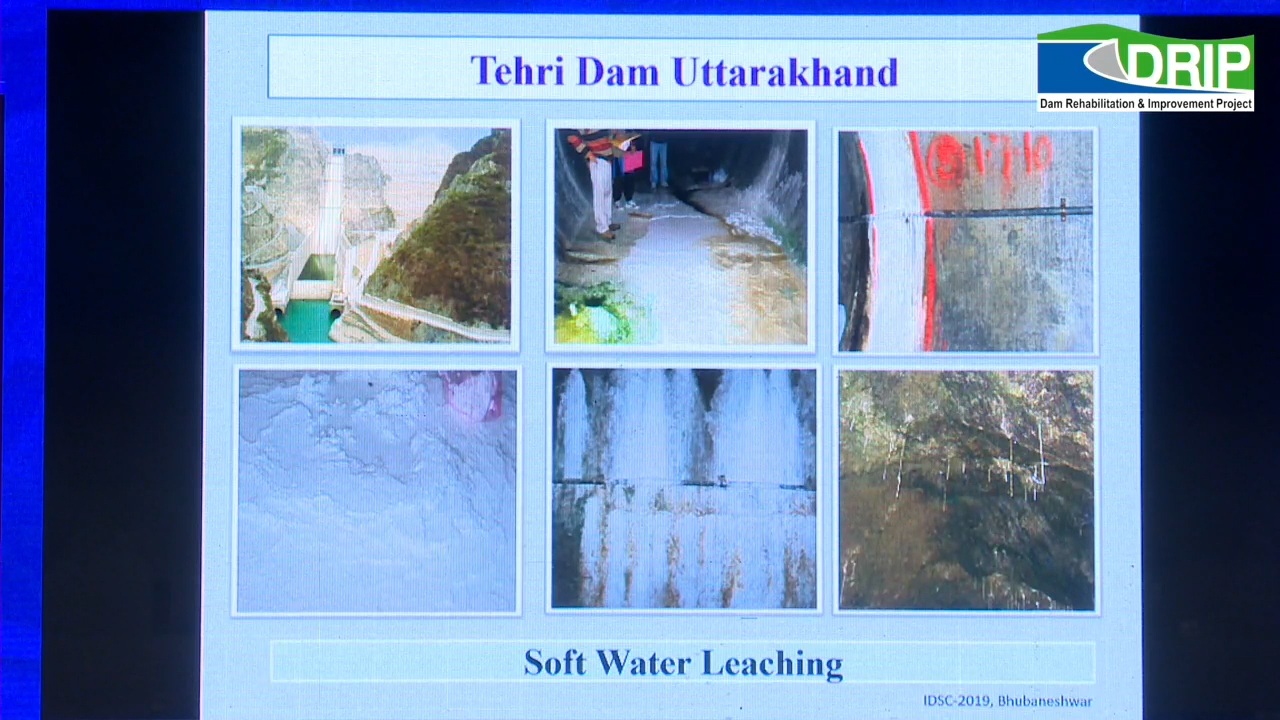 Tehri Dam Uttarakhand
DRIP
Dam Rehabilitation & Improvement Project
Soft Water Leaching
IDSC-2019, Bhubaneshwar